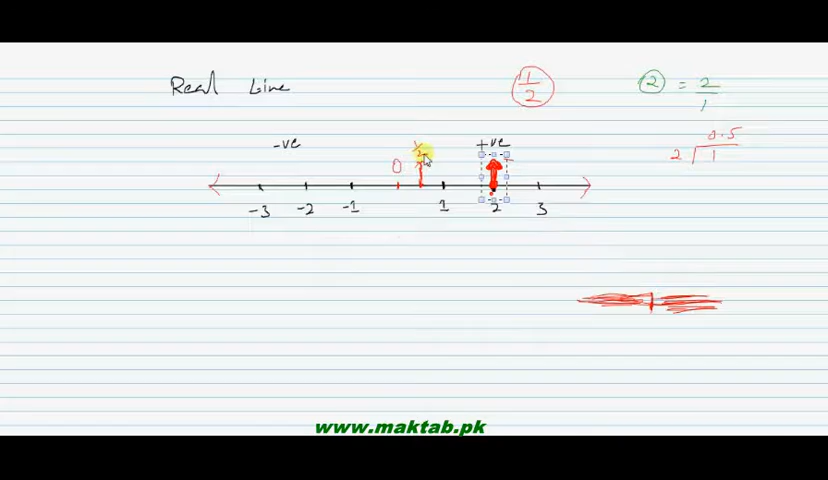 Real Line
1/2
2 = 2/1
0.5
2 1
-ve +ve
0 1/2
-3 -2 -1 1 2 3
www.maktab.pk